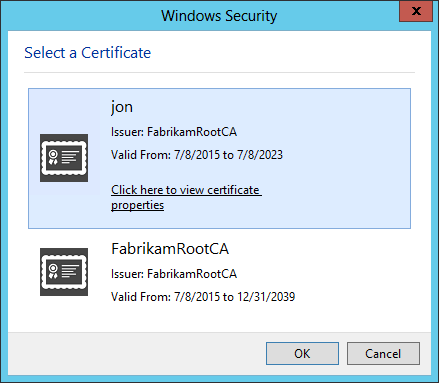 Windows Security
x
Select a Certificate
jon
Issuer: FabrikamRootCA
Valid From: 7/8/2015 to 7/8/2023
Click here to view certificate
properties
FabrikamRootCA
Issuer: FabrikamRootCA
Valid From: 7/8/2015 to 12/31/2039
OK
Cancel